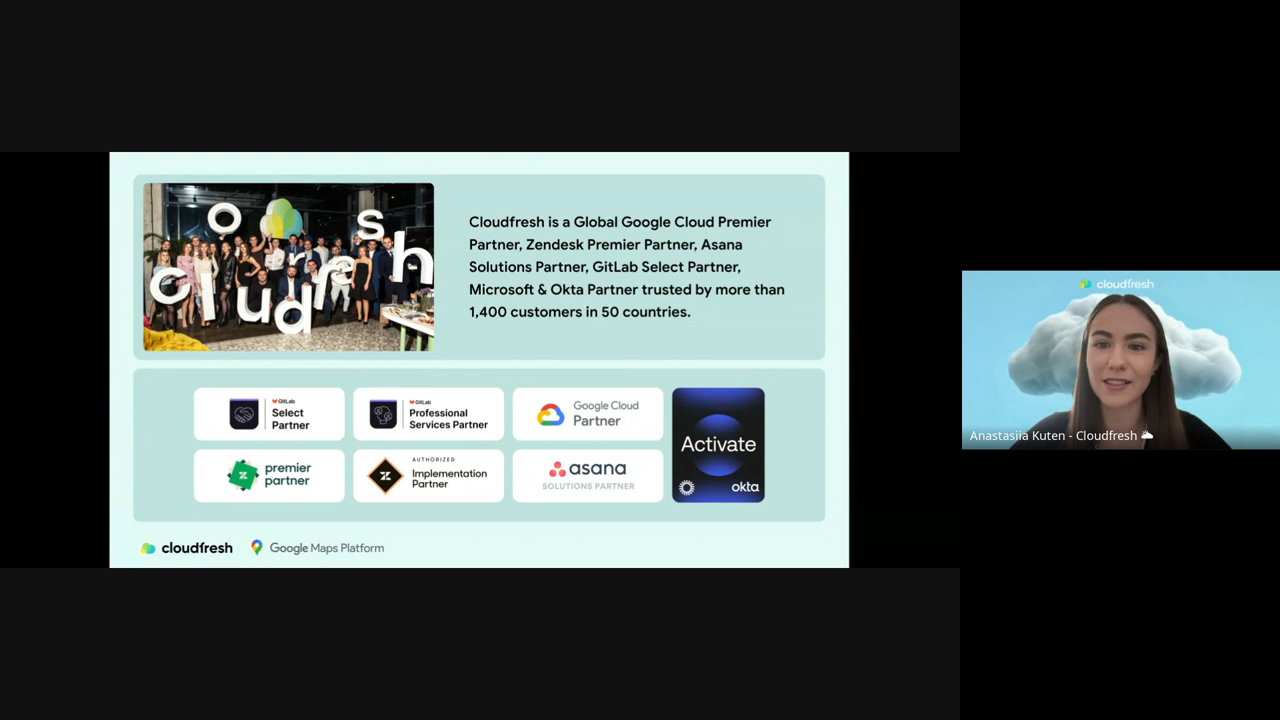 c l o u d f r e s h
Cloudfresh is a Global Google Cloud Premier
Partner, Zendesk Premier Partner, Asana
Solutions Partner, GitLab Select Partner,
Microsoft & Okta Partner trusted by more than
1,400 customers in 50 countries.
GitLab
Select
Partner
GitLab
Professional
Services Partner
Google Cloud
Partner
Activate
okta
premier
partner
AUTHORIZED
Implementation
Partner
asana
SOLUTIONS PARTNER
cloudfresh
Google Maps Platform
cloudfresh
Anastasiia Kuten - Cloudfresh 🌥️